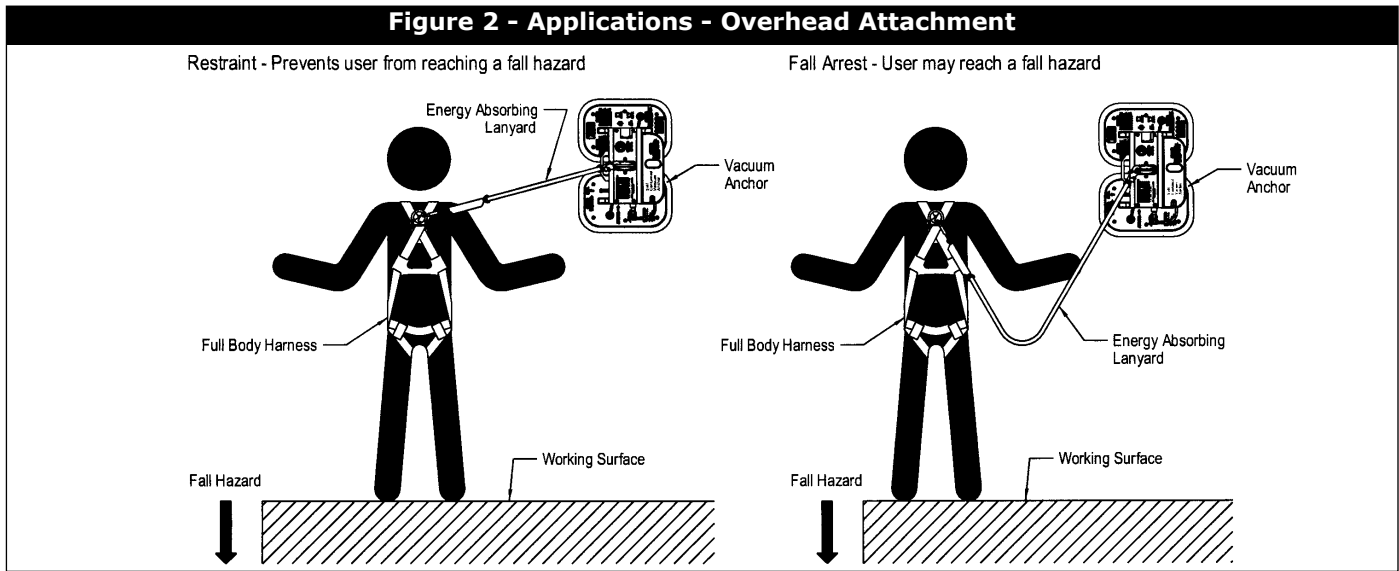 Figure 2 - Applications - Overhead Attachment
Restraint - Prevents user from reaching a fall hazard
Energy Absorbing
Lanyard
Vacuum
Anchor
Full Body Harness
Working Surface
Fall Hazard
Fall Arrest - User may reach a fall hazard
Vacuum
Anchor
Full Body Harness
Energy Absorbing
Lanyard
Working Surface
Fall Hazard